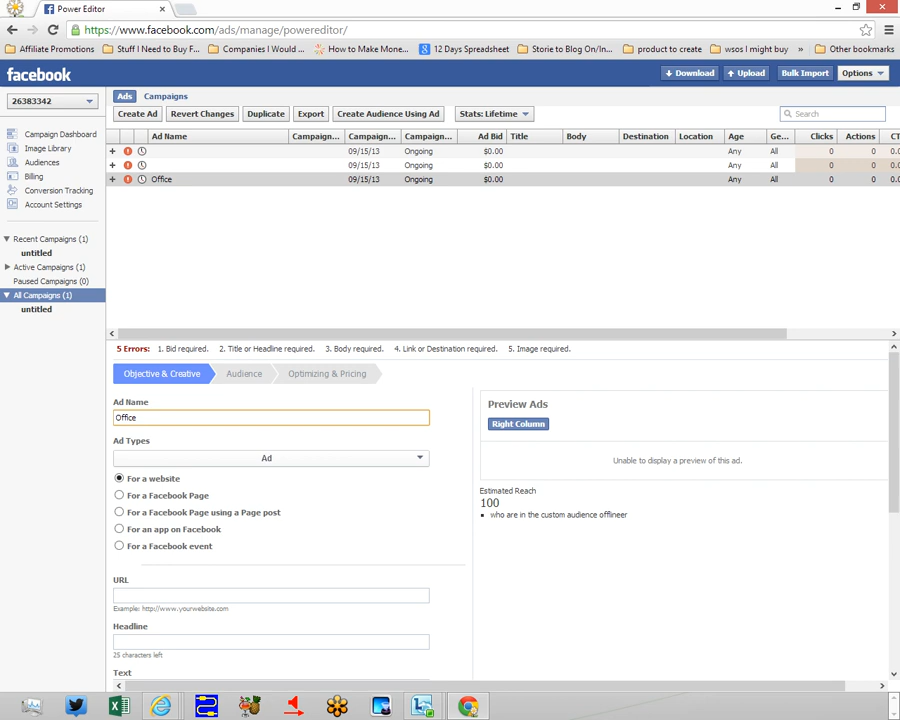 Power Editor
https://www.facebook.com/ads/manage/powereditor/
Affiliate Promotions Stuff I Need to Buy F... Companies I Would ... How to Make Mone... 12 Days Spreadsheet Storie to Blog On/In... product to create wsos I might buy » Other bookmarks
facebook Download Upload Bulk Import Options
26383342 Ads Campaigns
Create Ad Revert Changes Duplicate Export Create Audience Using Ad Stats: Lifetime Search
Ad Name Campaign... Campaign... Campaign... Ad Bid Title Body Destination Location Age Ge... Clicks Actions CT
09/15/13 Ongoing $0.00 Any All 0 0 0.0
09/15/13 Ongoing $0.00 Any All 0 0 0.0
Office 09/15/13 Ongoing $0.00 Any All 0 0 0.0
Campaign Dashboard
Image Library
Audiences
Billing
Conversion Tracking
Account Settings
Recent Campaigns (1)
untitled
Active Campaigns (1)
Paused Campaigns (0)
All Campaigns (1)
untitled
5 Errors: 1. Bid required. 2. Title or Headline required. 3. Body required. 4. Link or Destination required. 5. Image required.
Objective & Creative Audience Optimizing & Pricing
Ad Name
Office
Ad Types
Ad
For a website
For a Facebook Page
For a Facebook Page using a Page post
For an app on Facebook
For a Facebook event
URL
Example: http://www.yourwebsite.com
Headline
25 characters left
Text
Preview Ads
Right Column
Unable to display a preview of this ad.
Estimated Reach
100
who are in the custom audience offlineer